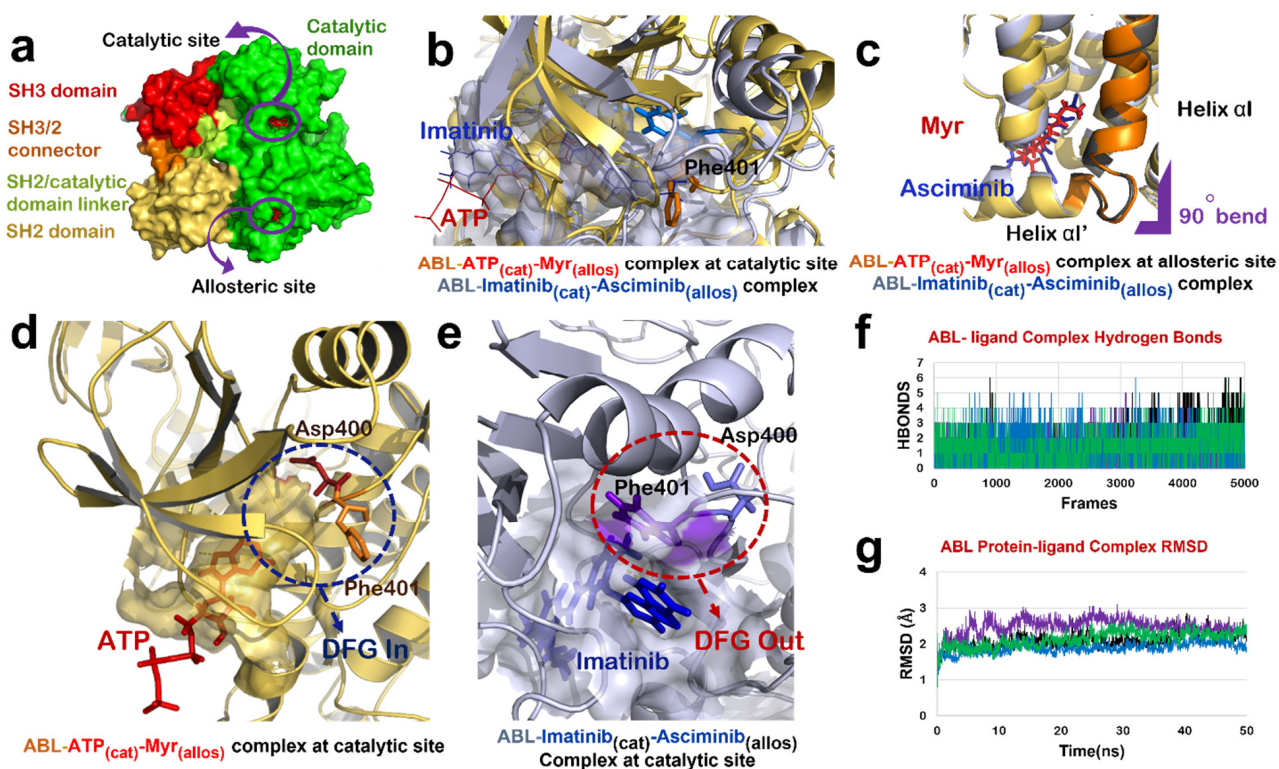 a
Catalytic site
Catalytic
domain
SH3 domain
SH3/2
connector
SH2/catalytic
domain linker
SH2 domain
Allosteric site
b
Imatinib
Phe401
ATP
ABL-ATP(cat)-Myr(allos) complex at catalytic site
ABL-Imatinib(cat)-Asciminib(allos) complex
c
Myr
Helix αI
Asciminib
90° bend
Helix αI'
ABL-ATP(cat)-Myr(allos) complex at allosteric site
ABL-Imatinib(cat)-Asciminib(allos)
complex
d
Asp400
Phe401
ATP
DFG In
ABL-ATP(cat)-Myr(allos) complex at catalytic site
e
Asp400
Phe401
DFG Out
Imatinib
ABL-Imatinib(cat)-Asciminib(allos)
Complex at catalytic site
f
ABL- ligand Complex Hydrogen Bonds
HBONDS
7
6
5
4
3
2
1
0
0 1000 2000 3000 4000 5000
Frames
g
ABL Protein-ligand Complex RMSD
RMSD (Å)
4
3
2
1
0
0 10 20 30 40 50
Time(ns)